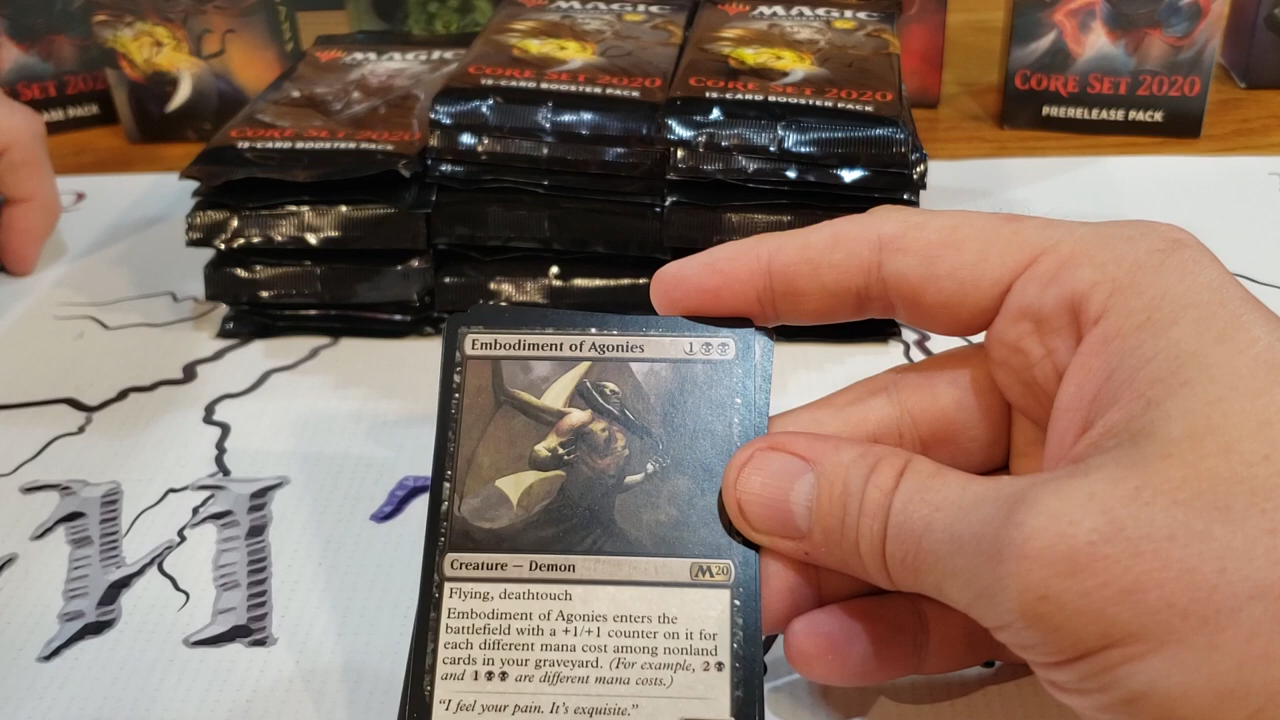 MAGIC
CORE SET 2020
15-CARD BOOSTER PACK
MAGIC
CORE SET 2020
15-CARD BOOSTER PACK
MAGIC
CORE SET 2020
15-CARD BOOSTER PACK
CORE SET 2020
PRERELEASE PACK
Embodiment of Agonies 1
Creature — Demon M20
Flying, deathtouch
Embodiment of Agonies enters the
battlefield with a +1/+1 counter on it for
each different mana cost among nonland
cards in your graveyard. (For example, 2
and 1 are different mana costs.)
"I feel your pain. It's exquisite."